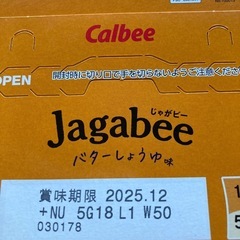 Calbee
OPEN
開封時に切り口で手を切らないようご注意くださ
じゃがビー
Jagabee
バターしょうゆ味
賞味期限 2025.12
+NU 5G18 L1 W50
030178